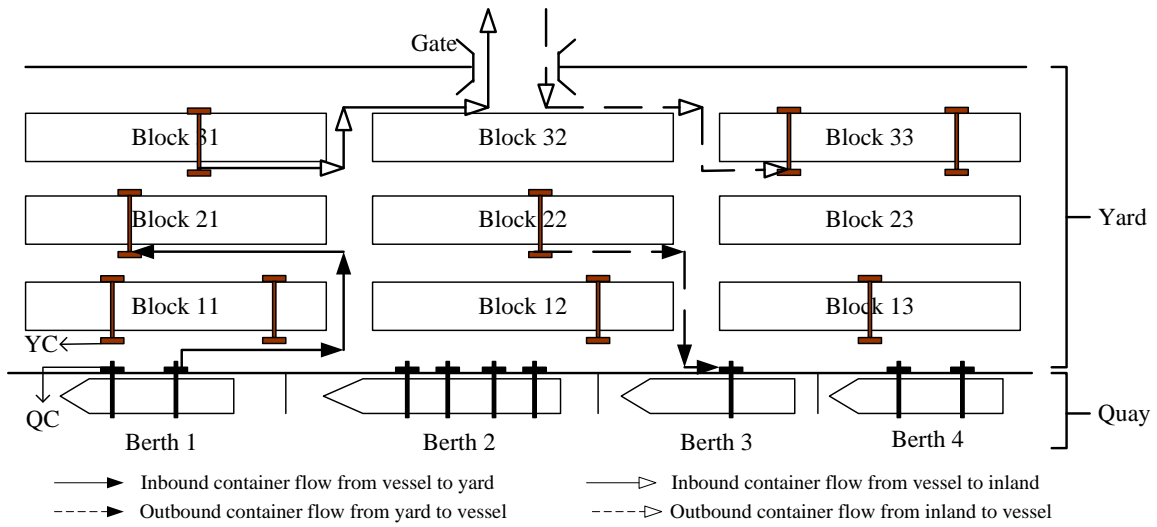 Gate
Block 31
Block 32
Block 33
Block 21
Block 22
Block 23
Yard
Block 11
Block 12
Block 13
YC
QC
Quay
Berth 1
Berth 2
Berth 3
Berth 4
Inbound container flow from vessel to yard
Inbound container flow from vessel to inland
Outbound container flow from yard to vessel
Outbound container flow from inland to vessel